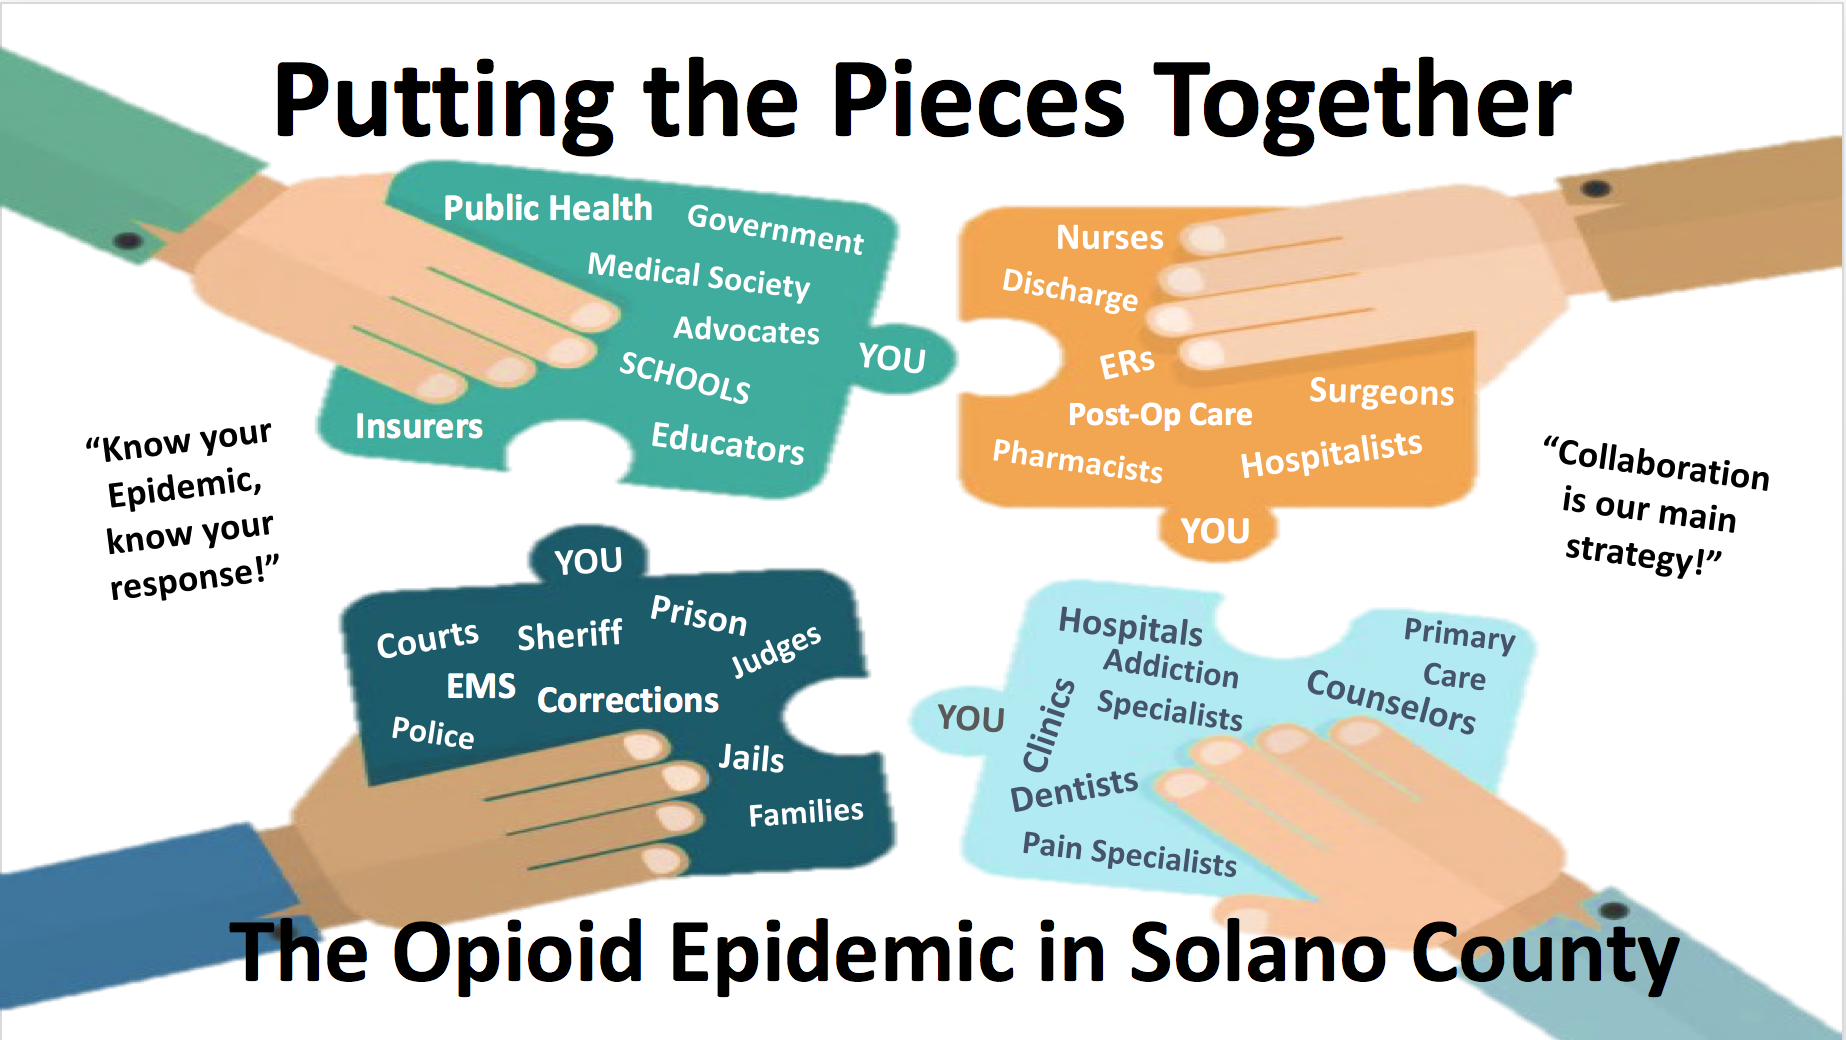 Putting the Pieces Together
Public Health
Government
Medical Society
Advocates
SCHOOLS
YOU
Insurers
Educators
Nurses
Discharge
ERs
Surgeons
Post-Op Care
Pharmacists
Hospitalists
YOU
“Know your
Epidemic,
know your
response!”
“Collaboration
is our main
strategy!”
YOU
Courts
Sheriff
Prison
Judges
EMS
Corrections
Police
Jails
Families
Hospitals
Primary
Care
Addiction
Specialists
Counselors
YOU
Clinics
Dentists
Pain Specialists
The Opioid Epidemic in Solano County